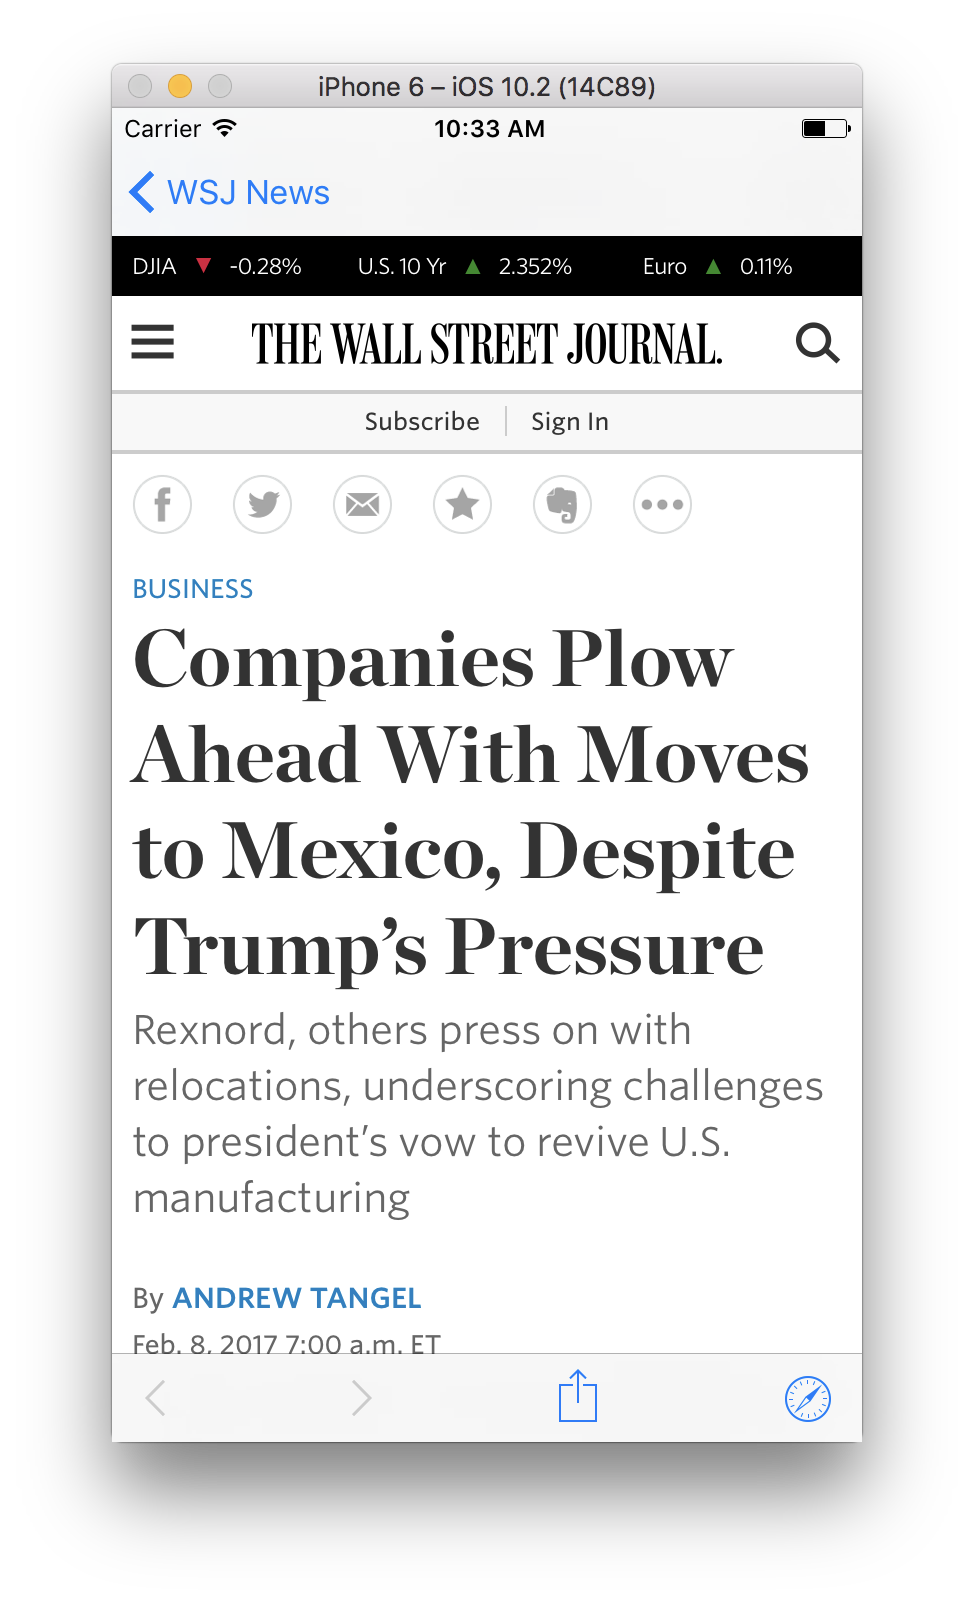 iPhone 6 – iOS 10.2 (14C89)
Carrier 10:33 AM
WSJ News
DJIA ▼ -0.28% U.S. 10 Yr ▲ 2.352% Euro ▲ 0.11%
THE WALL STREET JOURNAL.
Subscribe | Sign In
BUSINESS
Companies Plow
Ahead With Moves
to Mexico, Despite
Trump’s Pressure
Rexnord, others press on with
relocations, underscoring challenges
to president’s vow to revive U.S.
manufacturing
By ANDREW TANGEL
Feb. 8, 2017 7:00 a.m. ET